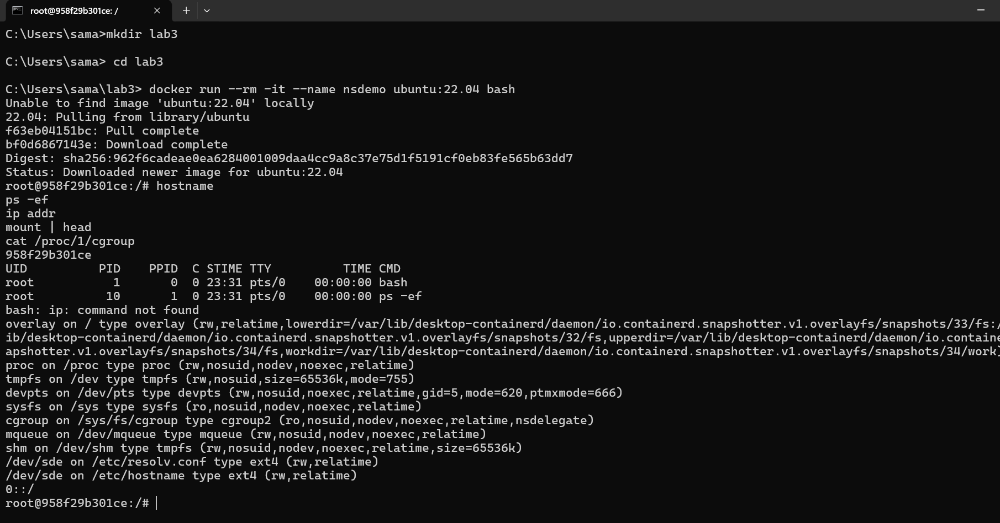 root@958f29b301ce: /
C:\Users\sama>mkdir lab3
C:\Users\sama> cd lab3
C:\Users\sama\lab3> docker run --rm -it --name nsdemo ubuntu:22.04 bash
Unable to find image 'ubuntu:22.04' locally
22.04: Pulling from library/ubuntu
f63eb04151bc: Pull complete
bf0d6867143e: Download complete
Digest: sha256:962f6cadeae0ea6284001009daa4cc9a8c37e75d1f5191cf0eb83fe565b63dd7
Status: Downloaded newer image for ubuntu:22.04
root@958f29b301ce:/# hostname
ps -ef
ip addr
mount | head
cat /proc/1/cgroup
958f29b301ce
UID          PID    PPID  C STIME TTY          TIME CMD
root           1       0  0 23:31 pts/0    00:00:00 bash
root          10       1  0 23:31 pts/0    00:00:00 ps -ef
bash: ip: command not found
overlay on / type overlay (rw,relatime,lowerdir=/var/lib/desktop-containerd/daemon/io.containerd.snapshotter.v1.overlayfs/snapshots/33/fs:/
ib/desktop-containerd/daemon/io.containerd.snapshotter.v1.overlayfs/snapshots/32/fs,upperdir=/var/lib/desktop-containerd/daemon/io.containe
apshotter.v1.overlayfs/snapshots/34/fs,workdir=/var/lib/desktop-containerd/daemon/io.containerd.snapshotter.v1.overlayfs/snapshots/34/work)
proc on /proc type proc (rw,nosuid,nodev,noexec,relatime)
tmpfs on /dev type tmpfs (rw,nosuid,size=65536k,mode=755)
devpts on /dev/pts type devpts (rw,nosuid,noexec,relatime,gid=5,mode=620,ptmxmode=666)
sysfs on /sys type sysfs (ro,nosuid,nodev,noexec,relatime)
cgroup on /sys/fs/cgroup type cgroup2 (ro,nosuid,nodev,noexec,relatime,nsdelegate)
mqueue on /dev/mqueue type mqueue (rw,nosuid,nodev,noexec,relatime)
shm on /dev/shm type tmpfs (rw,nosuid,nodev,noexec,relatime,size=65536k)
/dev/sde on /etc/resolv.conf type ext4 (rw,relatime)
/dev/sde on /etc/hostname type ext4 (rw,relatime)
0::/
root@958f29b301ce:/#